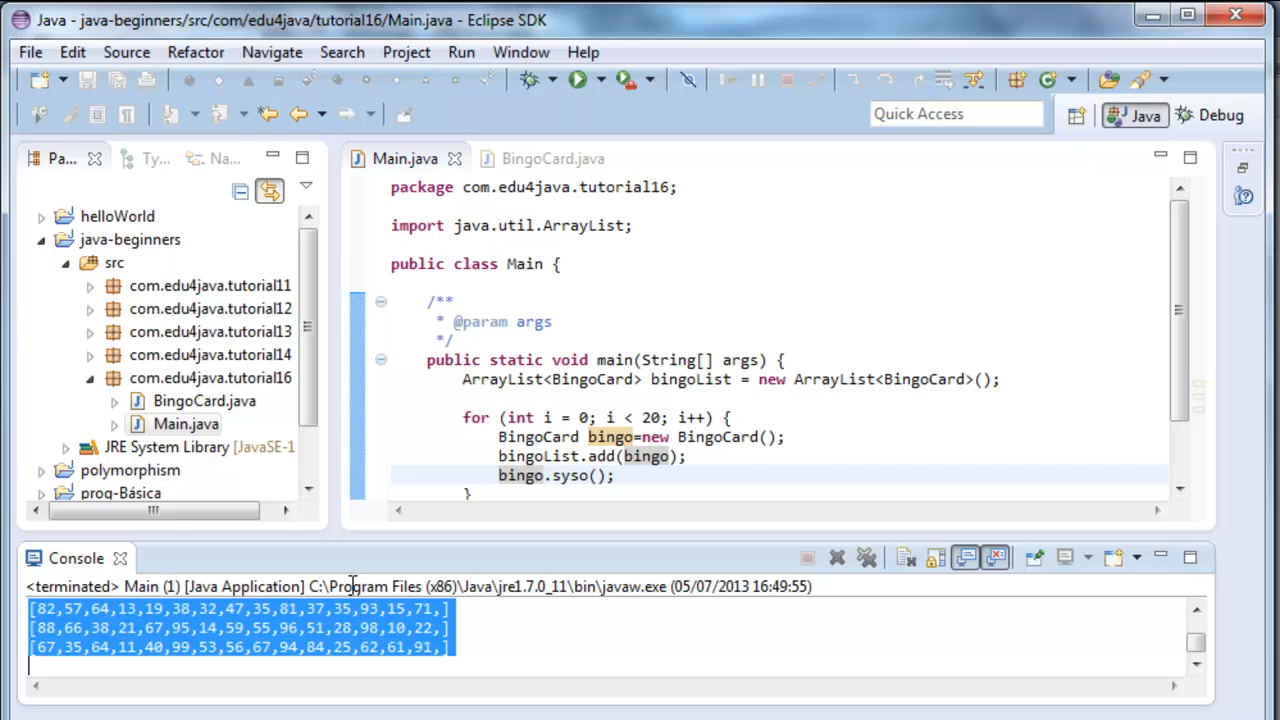 Java - java-beginners/src/com/edu4java/tutorial16/Main.java - Eclipse SDK
File Edit Source Refactor Navigate Search Project Run Window Help
Quick Access Java Debug
Pa... Ty... Na...
helloWorld
java-beginners
src
com.edu4java.tutorial11
com.edu4java.tutorial12
com.edu4java.tutorial13
com.edu4java.tutorial14
com.edu4java.tutorial16
BingoCard.java
Main.java
JRE System Library [JavaSE-1
polymorphism
prog-Básica
Main.java BingoCard.java
package com.edu4java.tutorial16;
import java.util.ArrayList;
public class Main {
/**
* @param args
*/
public static void main(String[] args) {
ArrayList<BingoCard> bingoList = new ArrayList<BingoCard>();
for (int i = 0; i < 20; i++) {
BingoCard bingo=new BingoCard();
bingoList.add(bingo);
bingo.syso();
}
Console
<terminated> Main (1) [Java Application] C:\Program Files (x86)\Java\jre1.7.0_11\bin\javaw.exe (05/07/2013 16:49:55)
[82,57,64,13,19,38,32,47,35,81,37,35,93,15,71,]
[88,66,38,21,67,95,14,59,55,96,51,28,98,10,22,]
[67,35,64,11,40,99,53,56,67,94,84,25,62,61,91,]